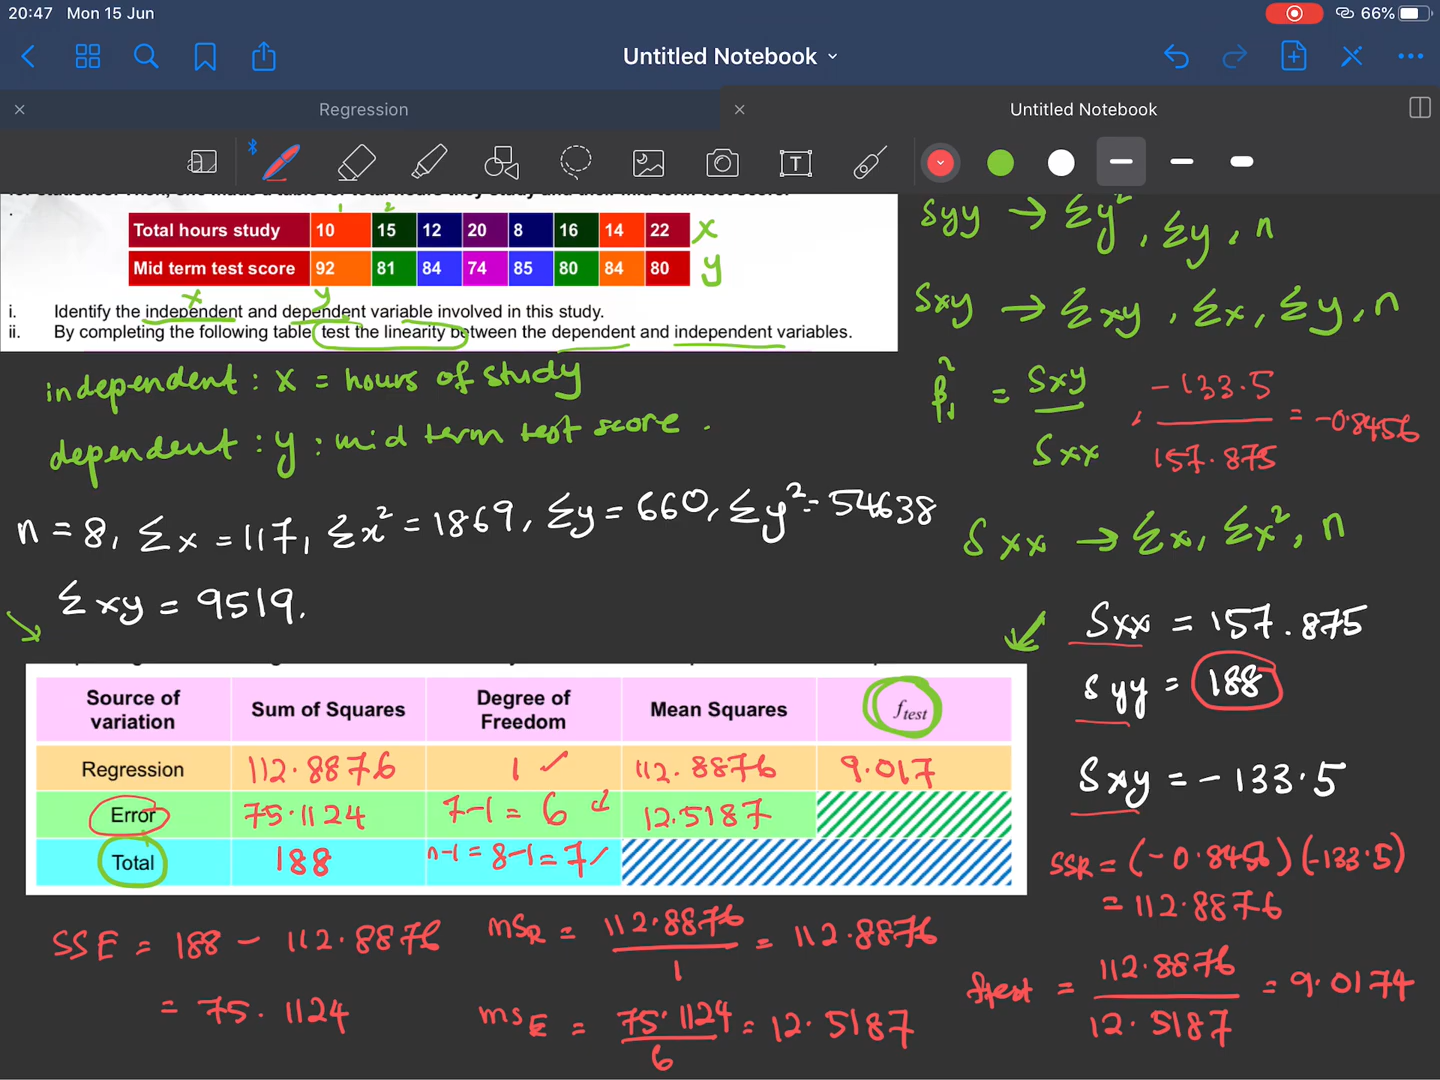 20:47 Mon 15 Jun
66%
Untitled Notebook
Regression
Untitled Notebook
T
1 2
Total hours study 10 15 12 20 8 16 14 22 x
Mid term test score 92 81 84 74 85 80 84 80 y
x y
i. Identify the independent and dependent variable involved in this study.
ii. By completing the following table test the linearity between the dependent and independent variables.
independent : x = hours of study
dependent : y : mid term test score .
n = 8, Σx = 117, Σx² = 1869, Σy = 660, Σy² = 54638
Σxy = 9519.
Syy → Σy², Σy, n
Sxy → Σxy, Σx, Σy, n
β̂₁ = Sxy / Sxx , -133.5 / 157.875 = -0.8456
Sxx → Σx, Σx², n
Sxx = 157.875
Syy = 188
Sxy = -133.5
Source of variation Sum of Squares Degree of Freedom Mean Squares f test
Regression 112.8876 1 ✓ 112.8876 9.017
Error 75.1124 7-1 = 6 ✓ 12.5187
Total 188 n-1 = 8-1 = 7 ✓
SSR = (-0.8456)(-133.5)
= 112.8876
SSE = 188 - 112.8876
= 75.1124
MSR = 112.8876 / 1 = 112.8876
MSE = 75.1124 / 6 = 12.5187
ftest = 112.8876 / 12.5187 = 9.0174